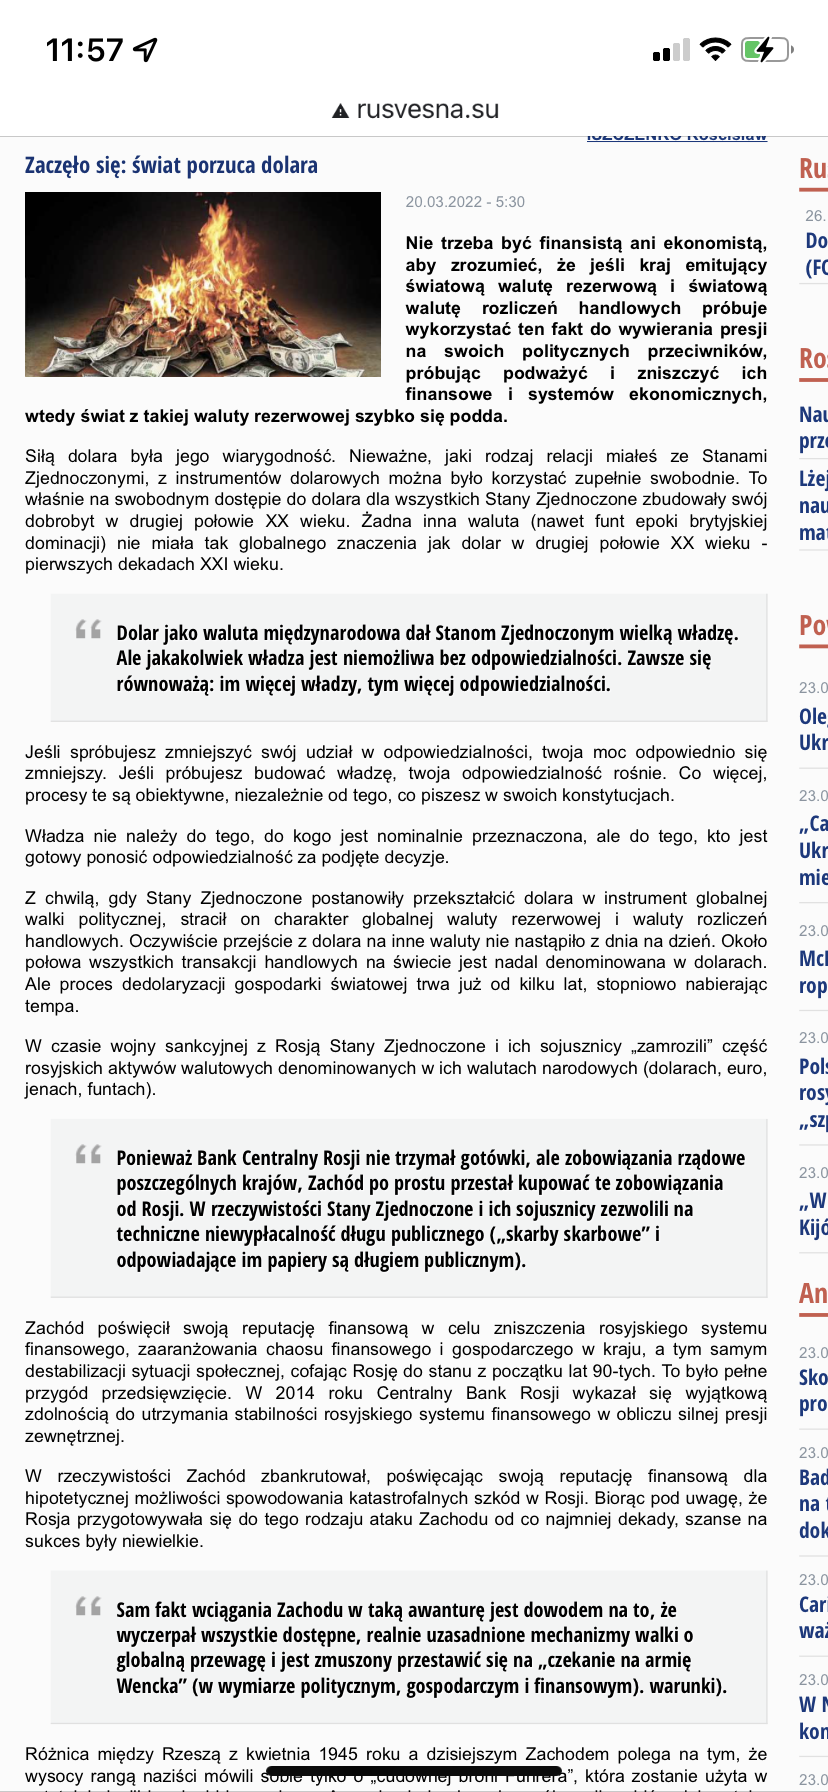 11:57
rusvesna.su
ISZCZENKO Rościsław
Zaczęło się: świat porzuca dolara
20.03.2022 - 5:30
Nie trzeba być finansistą ani ekonomistą,
aby zrozumieć, że jeśli kraj emitujący
światową walutę rezerwową i światową
walutę rozliczeń handlowych próbuje
wykorzystać ten fakt do wywierania presji
na swoich politycznych przeciwników,
próbując podważyć i zniszczyć ich
finansowe i systemów ekonomicznych,
wtedy świat z takiej waluty rezerwowej szybko się podda.
Siłą dolara była jego wiarygodność. Nieważne, jaki rodzaj relacji miałeś ze Stanami
Zjednoczonymi, z instrumentów dolarowych można było korzystać zupełnie swobodnie. To
właśnie na swobodnym dostępie do dolara dla wszystkich Stany Zjednoczone zbudowały swój
dobrobyt w drugiej połowie XX wieku. Żadna inna waluta (nawet funt epoki brytyjskiej
dominacji) nie miała tak globalnego znaczenia jak dolar w drugiej połowie XX wieku -
pierwszych dekadach XXI wieku.
“ Dolar jako waluta międzynarodowa dał Stanom Zjednoczonym wielką władzę.
Ale jakakolwiek władza jest niemożliwa bez odpowiedzialności. Zawsze się
równoważą: im więcej władzy, tym więcej odpowiedzialności.
Jeśli spróbujesz zmniejszyć swój udział w odpowiedzialności, twoja moc odpowiednio się
zmniejszy. Jeśli próbujesz budować władzę, twoja odpowiedzialność rośnie. Co więcej,
procesy te są obiektywne, niezależnie od tego, co piszesz w swoich konstytucjach.
Władza nie należy do tego, do kogo jest nominalnie przeznaczona, ale do tego, kto jest
gotowy ponosić odpowiedzialność za podjęte decyzje.
Z chwilą, gdy Stany Zjednoczone postanowiły przekształcić dolara w instrument globalnej
walki politycznej, stracił on charakter globalnej waluty rezerwowej i waluty rozliczeń
handlowych. Oczywiście przejście z dolara na inne waluty nie nastąpiło z dnia na dzień. Około
połowa wszystkich transakcji handlowych na świecie jest nadal denominowana w dolarach.
Ale proces dedolaryzacji gospodarki światowej trwa już od kilku lat, stopniowo nabierając
tempa.
W czasie wojny sankcyjnej z Rosją Stany Zjednoczone i ich sojusznicy „zamrozili” część
rosyjskich aktywów walutowych denominowanych w ich walutach narodowych (dolarach, euro,
jenach, funtach).
“ Ponieważ Bank Centralny Rosji nie trzymał gotówki, ale zobowiązania rządowe
poszczególnych krajów, Zachód po prostu przestał kupować te zobowiązania
od Rosji. W rzeczywistości Stany Zjednoczone i ich sojusznicy zezwolili na
techniczne niewypłacalność długu publicznego („skarby skarbowe” i
odpowiadające im papiery są długiem publicznym).
Zachód poświęcił swoją reputację finansową w celu zniszczenia rosyjskiego systemu
finansowego, zaaranżowania chaosu finansowego i gospodarczego w kraju, a tym samym
destabilizacji sytuacji społecznej, cofając Rosję do stanu z początku lat 90-tych. To było pełne
przygód przedsięwzięcie. W 2014 roku Centralny Bank Rosji wykazał się wyjątkową
zdolnością do utrzymania stabilności rosyjskiego systemu finansowego w obliczu silnej presji
zewnętrznej.
W rzeczywistości Zachód zbankrutował, poświęcając swoją reputację finansową dla
hipotetycznej możliwości spowodowania katastrofalnych szkód w Rosji. Biorąc pod uwagę, że
Rosja przygotowywała się do tego rodzaju ataku Zachodu od co najmniej dekady, szanse na
sukces były niewielkie.
“ Sam fakt wciągania Zachodu w taką awanturę jest dowodem na to, że
wyczerpał wszystkie dostępne, realnie uzasadnione mechanizmy walki o
globalną przewagę i jest zmuszony przestawić się na „czekanie na armię
Wencka” (w wymiarze politycznym, gospodarczym i finansowym). warunki).
Różnica między Rzeszą z kwietnia 1945 roku a dzisiejszym Zachodem polega na tym, że
wysocy rangą naziści mówili sobie tylko o „cudownej broni Führera”, która zostanie użyta w
Ru
26.
Do
(FO
Ro
Nau
prz
Lżej
nau
mat
Po
23.0
Ole
Ukr
23.0
„Ca
Ukr
mie
23.0
McI
rop
23.0
Pols
rosy
„szp
23.0
„W
Kijó
An
23.0
Sko
pro
23.0
Bad
na t
dok
23.0
Car
waż
23.0
W N
kon
23.0